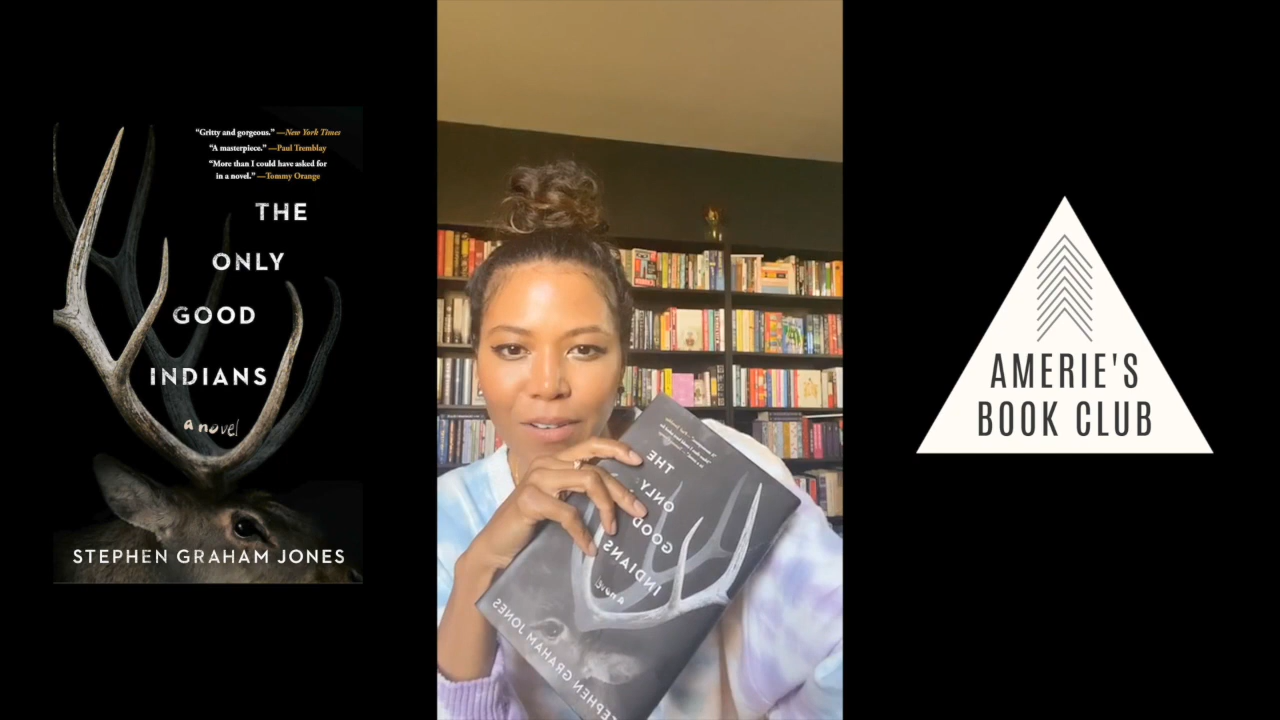 “Gritty and gorgeous.” —New York Times
“A masterpiece.” —Paul Tremblay
“More than I could have asked for
in a novel.” —Tommy Orange
THE
ONLY
GOOD
INDIANS
a novel
STEPHEN GRAHAM JONES
THE
ONLY
GOOD
INDIANS
a novel
STEPHEN GRAHAM JONES
AMERIE'S
BOOK CLUB